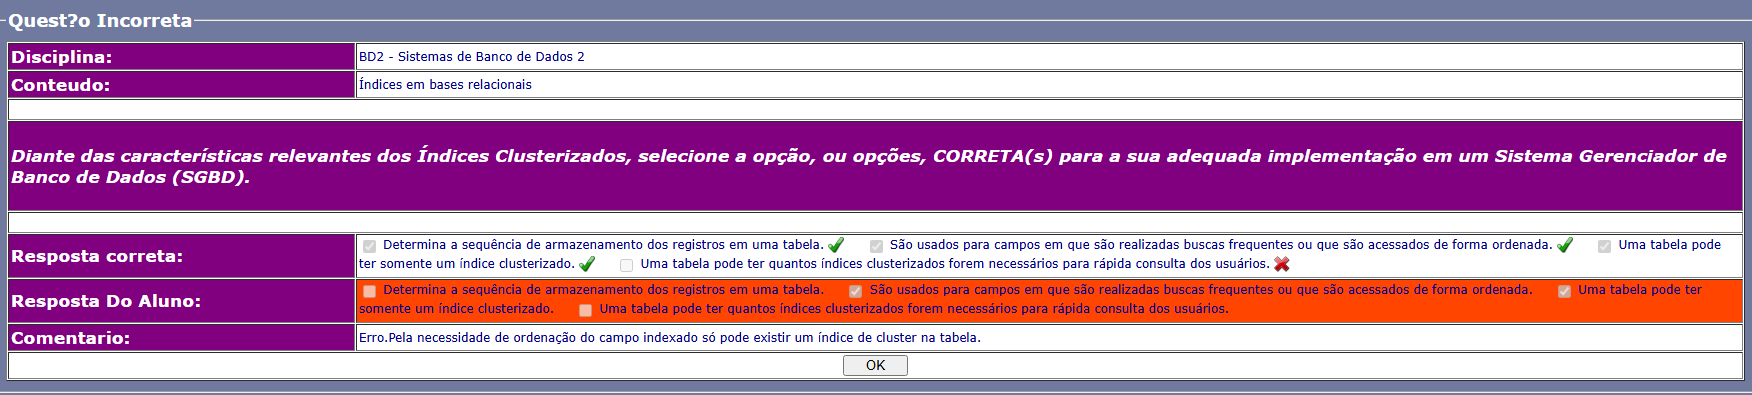 Quest?o Incorreta
Disciplina: BD2 - Sistemas de Banco de Dados 2
Conteudo: Índices em bases relacionais
Diante das características relevantes dos Índices Clusterizados, selecione a opção, ou opções, CORRETA(s) para a sua adequada implementação em um Sistema Gerenciador de
Banco de Dados (SGBD).
Resposta correta: Determina a sequência de armazenamento dos registros em uma tabela. São usados para campos em que são realizadas buscas frequentes ou que são acessados de forma ordenada. Uma tabela pode
ter somente um índice clusterizado. Uma tabela pode ter quantos índices clusterizados forem necessários para rápida consulta dos usuários.
Resposta Do Aluno: Determina a sequência de armazenamento dos registros em uma tabela. São usados para campos em que são realizadas buscas frequentes ou que são acessados de forma ordenada. Uma tabela pode ter
somente um índice clusterizado. Uma tabela pode ter quantos índices clusterizados forem necessários para rápida consulta dos usuários.
Comentario: Erro.Pela necessidade de ordenação do campo indexado só pode existir um índice de cluster na tabela.
OK